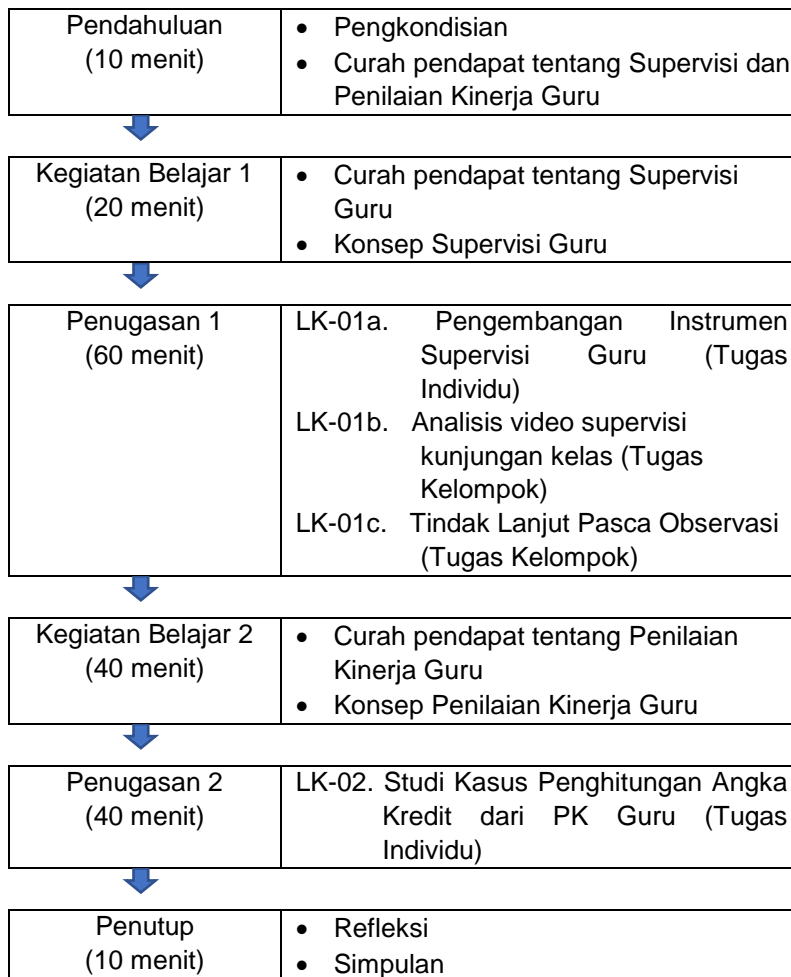 Pendahuluan
(10 menit)
• Pengkondisian
• Curah pendapat tentang Supervisi dan
Penilaian Kinerja Guru
Kegiatan Belajar 1
(20 menit)
• Curah pendapat tentang Supervisi
Guru
• Konsep Supervisi Guru
Penugasan 1
(60 menit)
LK-01a. Pengembangan Instrumen
Supervisi Guru (Tugas
Individu)
LK-01b. Analisis video supervisi
kunjungan kelas (Tugas
Kelompok)
LK-01c. Tindak Lanjut Pasca Observasi
(Tugas Kelompok)
Kegiatan Belajar 2
(40 menit)
• Curah pendapat tentang Penilaian
Kinerja Guru
• Konsep Penilaian Kinerja Guru
Penugasan 2
(40 menit)
LK-02. Studi Kasus Penghitungan Angka
Kredit dari PK Guru (Tugas
Individu)
Penutup
(10 menit)
• Refleksi
• Simpulan